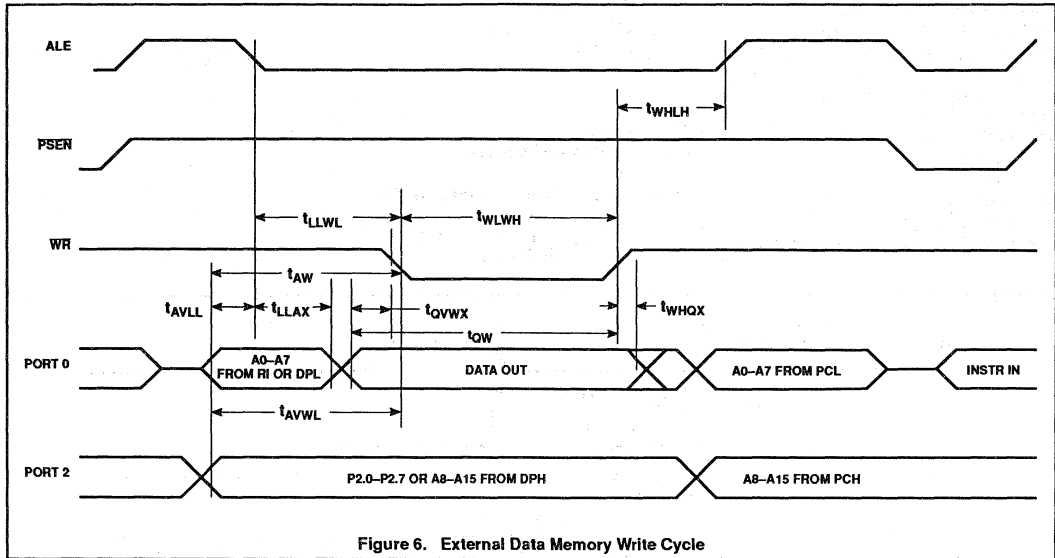 ALE
tWHLH
PSEN
tLLWL
tWLWH
WR
tAW
tAVLL
tLLAX
tQVWX
tWHQX
tQW
PORT 0
A0–A7
FROM RI OR DPL
DATA OUT
A0–A7 FROM PCL
INSTR IN
tAVWL
PORT 2
P2.0–P2.7 OR A8–A15 FROM DPH
A8–A15 FROM PCH
Figure 6. External Data Memory Write Cycle